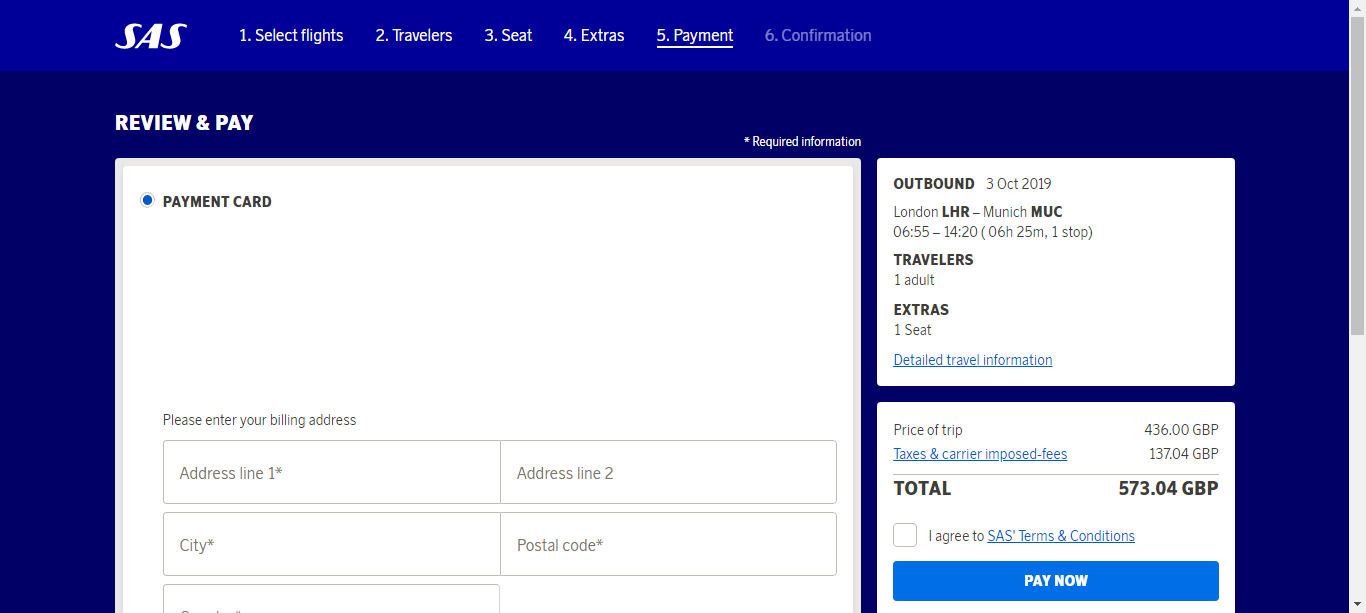 SAS 1. Select flights 2. Travelers 3. Seat 4. Extras 5. Payment 6. Confirmation
REVIEW & PAY
* Required information
PAYMENT CARD
Please enter your billing address
Address line 1* Address line 2
City* Postal code*
OUTBOUND 3 Oct 2019
London LHR – Munich MUC
06:55 – 14:20 ( 06h 25m, 1 stop)
TRAVELERS
1 adult
EXTRAS
1 Seat
Detailed travel information
Price of trip 436.00 GBP
Taxes & carrier imposed-fees 137.04 GBP
TOTAL 573.04 GBP
I agree to SAS' Terms & Conditions
PAY NOW